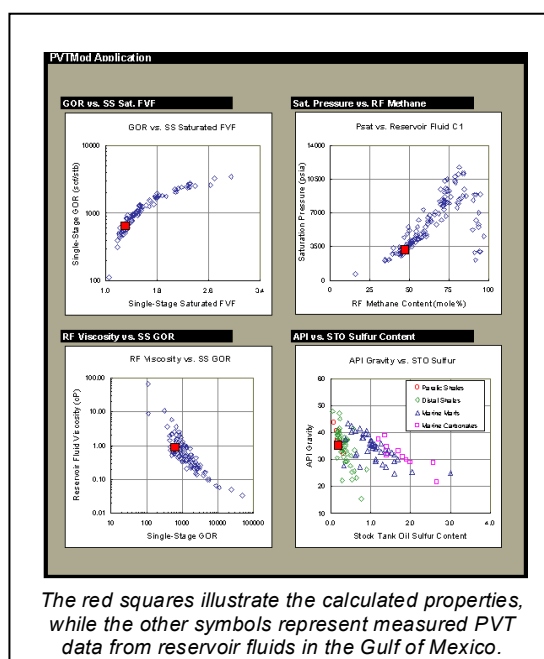 PVTMod Application
GOR vs. SS Sat. FVF
GOR vs. SS Saturated FVF
Single-Stage GOR (scf/stb)
10000
1000
100
1.0
1.8
2.6
3.4
Single-Stage Saturated FVF
Sat. Pressure vs. RF Methane
Psat vs. Reservoir Fluid C1
Saturation Pressure (psia)
14000
10500
7000
3500
0
0
25
50
75
100
RF Methane Content (mole%)
RF Viscosity vs. SS GOR
RF Viscosity vs. SS GOR
Reservoir Fluid Viscosity (cP)
100.00
10.00
1.00
0.10
0.01
10
100
1000
10000
100000
Single-Stage GOR
API vs. STO Sulfur Content
API Gravity vs. STO Sulfur
API Gravity
60
50
40
30
20
10
0.0
1.0
2.0
3.0
4.0
Stock Tank Oil Sulfur Content
Paralic Shales
Distal Shales
Marine Marls
Marine Carbonates
The red squares illustrate the calculated properties,
while the other symbols represent measured PVT
data from reservoir fluids in the Gulf of Mexico.